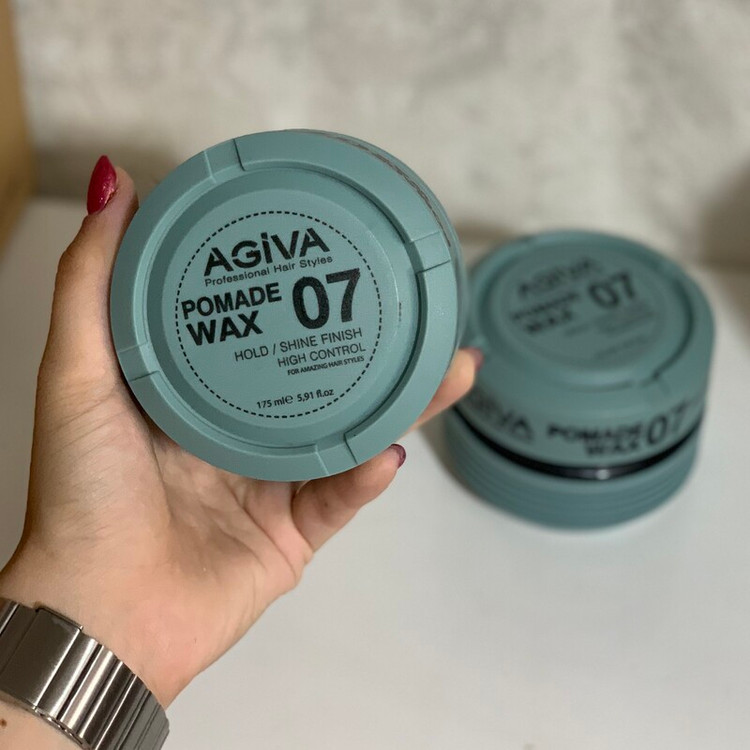 AGiVA
Professional Hair Styles
POMADE
WAX
07
HOLD / SHINE FINISH
HIGH CONTROL
FOR AMAZING HAIR STYLES
175 ml e 5,91 fl.oz
AGiVA
POMADE
WAX
07
AGiVA
POMADE
WAX
07